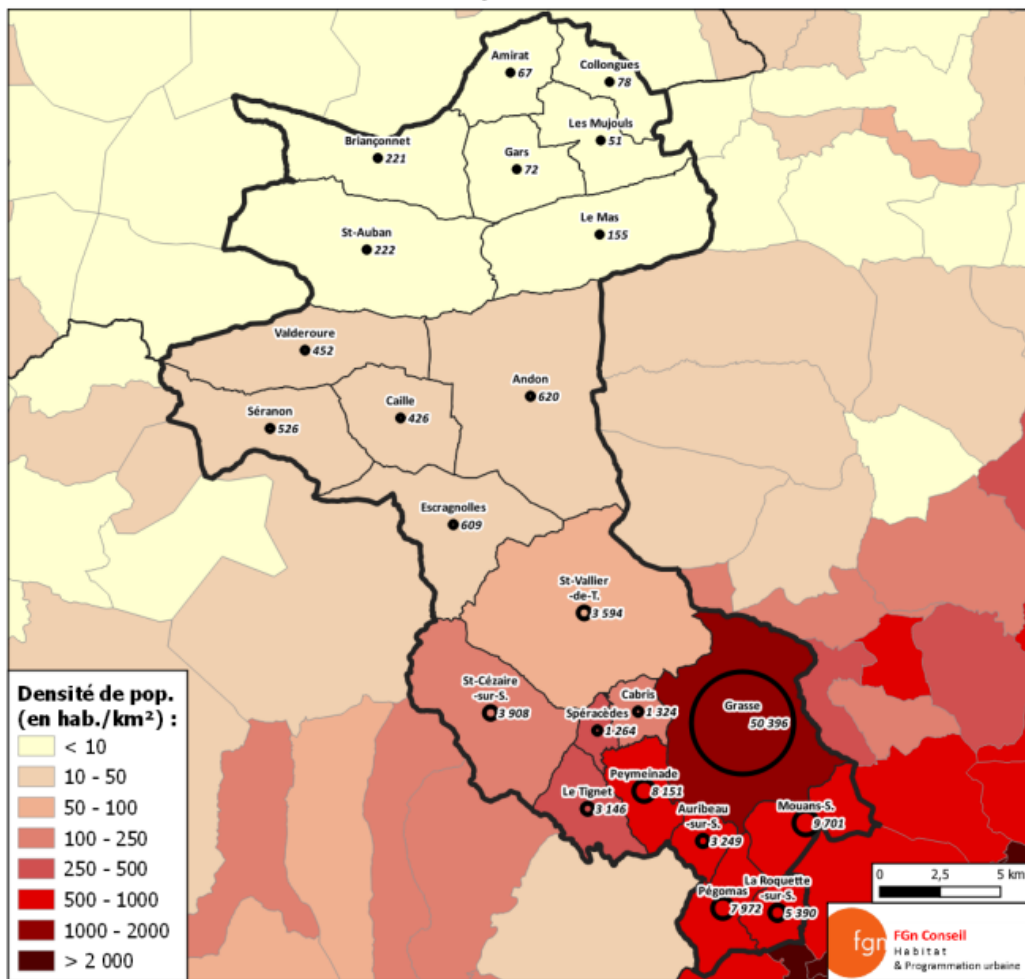 Amirat
67
Collongues
78
Les Mujouls
51
Briançonnet
221
Gars
72
St-Auban
222
Le Mas
155
Valderoure
452
Andon
620
Caille
426
Séranon
526
Escragnolles
609
St-Vallier
-de-T.
3 594
St-Cézaire
-sur-S.
3 908
Cabris
1 324
Spéracèdes
1 264
Grasse
50 396
Peymeinade
8 151
Le Tignet
3 146
Auribeau
-sur-S.
3 249
Mouans-S.
9 701
La Roquette
-sur-S.
5 390
Pégomas
7 972
Densité de pop.
(en hab./km²) :
< 10
10 - 50
50 - 100
100 - 250
250 - 500
500 - 1000
1000 - 2000
> 2 000
0 2,5 5 km
fgn
FGn Conseil
Habitat
& Programmation urbaine